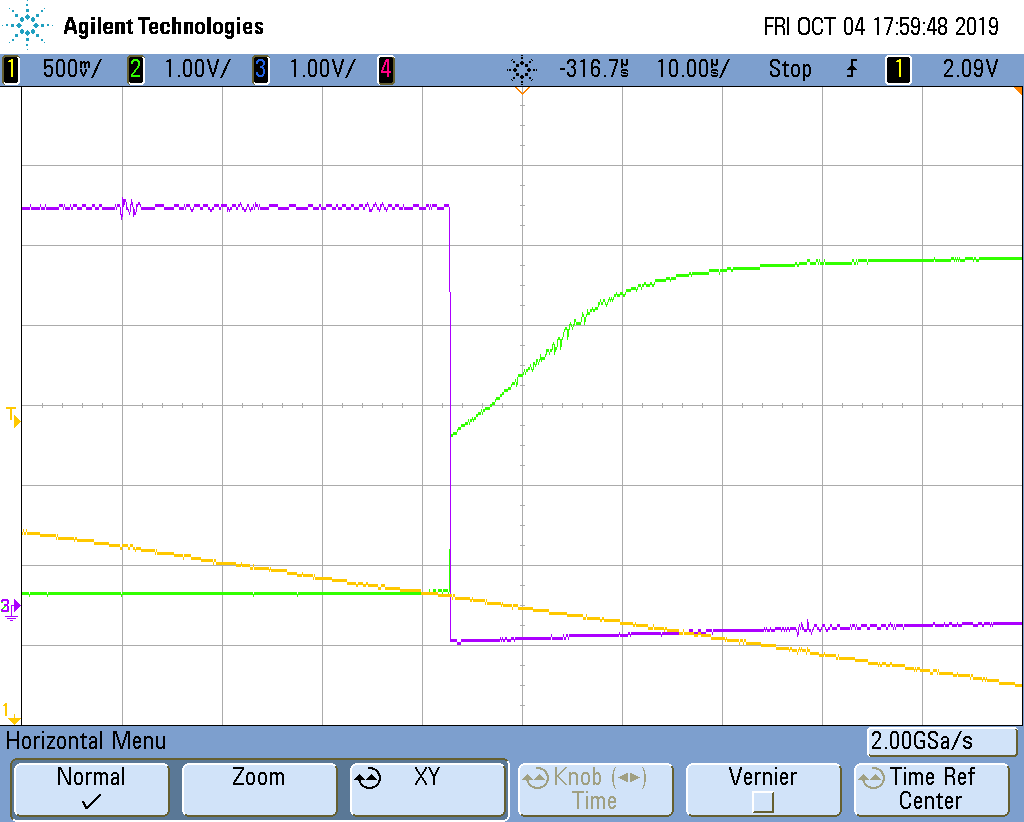 Agilent Technologies FRI OCT 04 17:59:48 2019
1 500mV/ 2 1.00V/ 3 1.00V/ 4 -316.7µs 10.00µs/ Stop 1 2.09V
T
3
1
Horizontal Menu 2.00GSa/s
Normal Zoom XY Knob (◄►) Time Vernier Time Ref Center